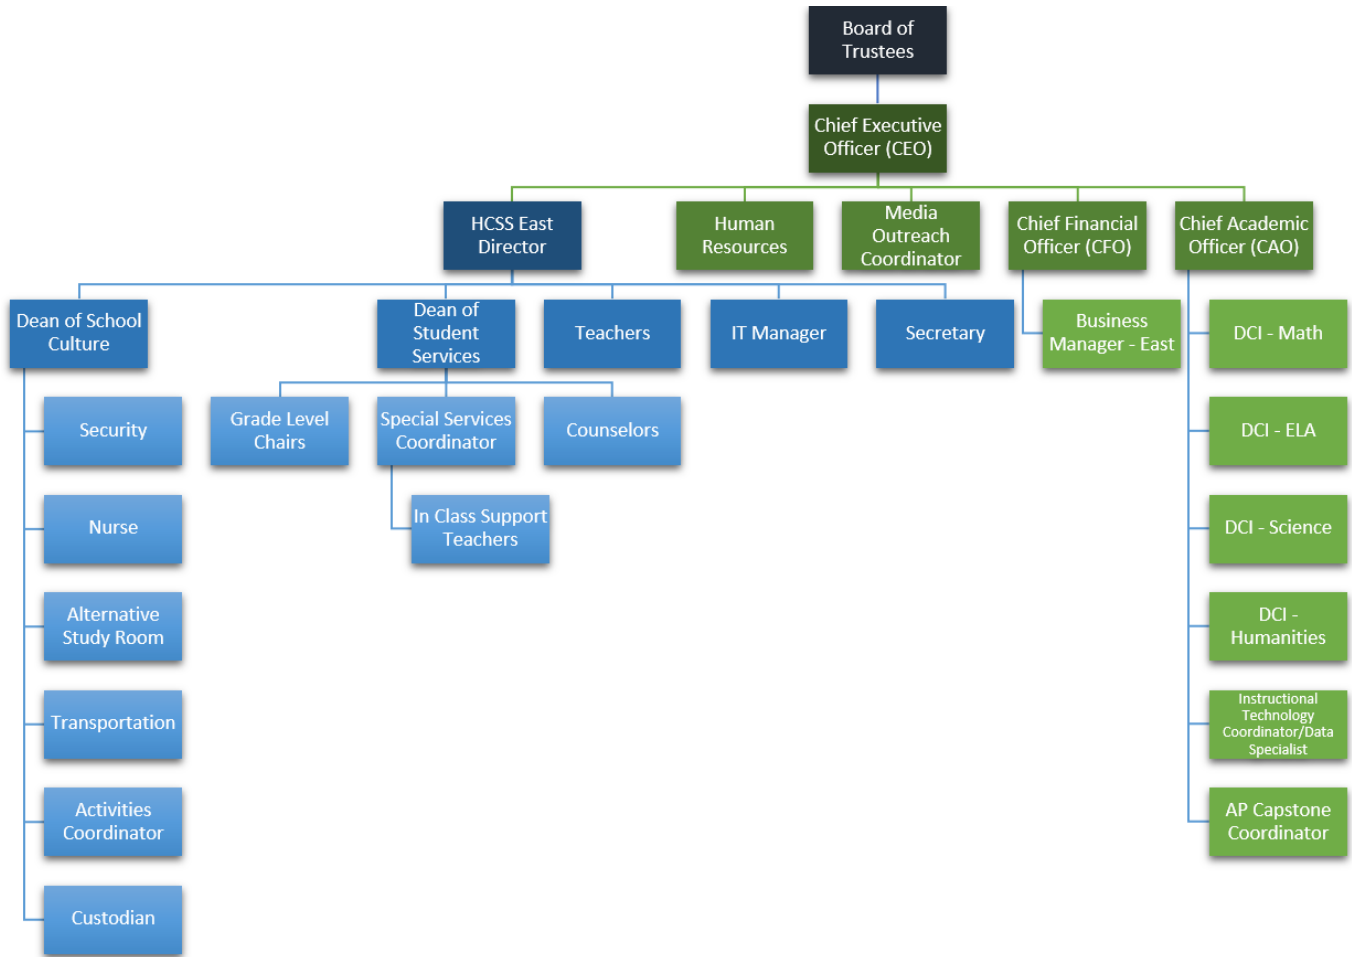 Board of
Trustees
Chief Executive
Officer (CEO)
HCSS East
Director
Human
Resources
Media
Outreach
Coordinator
Chief Financial
Officer (CFO)
Chief Academic
Officer (CAO)
Dean of School
Culture
Dean of
Student
Services
Teachers
IT Manager
Secretary
Business
Manager - East
DCI - Math
Security
Grade Level
Chairs
Special Services
Coordinator
Counselors
DCI - ELA
Nurse
In Class Support
Teachers
DCI - Science
Alternative
Study Room
DCI -
Humanities
Transportation
Instructional
Technology
Coordinator/Data
Specialist
Activities
Coordinator
AP Capstone
Coordinator
Custodian